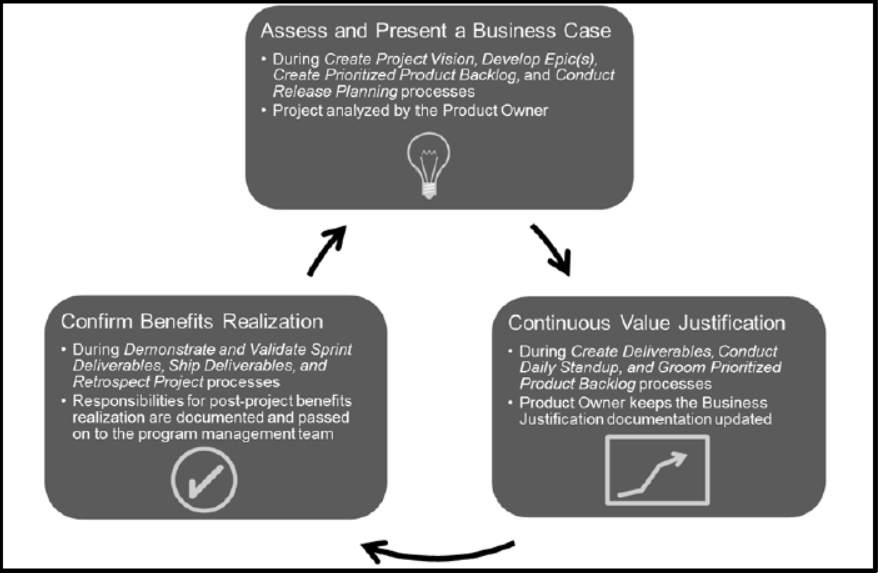 Assess and Present a Business Case
• During Create Project Vision, Develop Epic(s),
Create Prioritized Product Backlog, and Conduct
Release Planning processes
• Project analyzed by the Product Owner
Confirm Benefits Realization
• During Demonstrate and Validate Sprint
Deliverables, Ship Deliverables, and
Retrospect Project processes
• Responsibilities for post-project benefits
realization are documented and passed
on to the program management team
Continuous Value Justification
• During Create Deliverables, Conduct
Daily Standup, and Groom Prioritized
Product Backlog processes
• Product Owner keeps the Business
Justification documentation updated